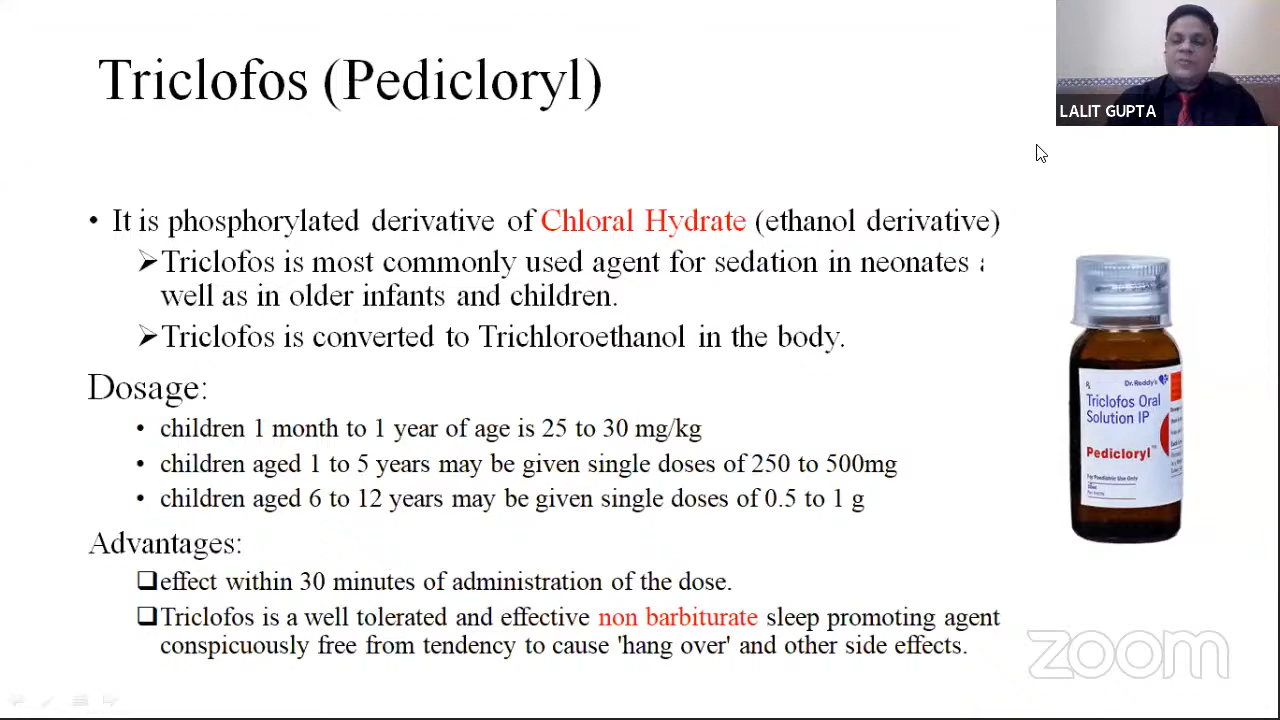 Triclofos (Pedicloryl)
LALIT GUPTA
• It is phosphorylated derivative of Chloral Hydrate (ethanol derivative)
➢Triclofos is most commonly used agent for sedation in neonates
well as in older infants and children.
➢Triclofos is converted to Trichloroethanol in the body.
Dosage:
• children 1 month to 1 year of age is 25 to 30 mg/kg
• children aged 1 to 5 years may be given single doses of 250 to 500mg
• children aged 6 to 12 years may be given single doses of 0.5 to 1 g
Advantages:
❑effect within 30 minutes of administration of the dose.
❑Triclofos is a well tolerated and effective non barbiturate sleep promoting agent
conspicuously free from tendency to cause 'hang over' and other side effects.
Dr.Reddy's
Triclofos Oral
Solution IP
Pedicloryl™
For Paediatric Use Only
zoom